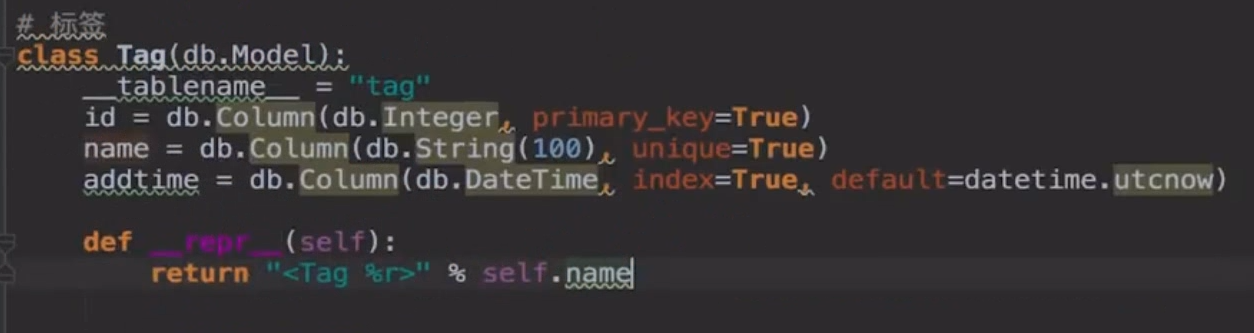 # 标签
class Tag(db.Model):
    __tablename__ = "tag"
    id = db.Column(db.Integer, primary_key=True)
    name = db.Column(db.String(100), unique=True)
    addtime = db.Column(db.DateTime, index=True, default=datetime.utcnow)
    def __repr__(self):
        return "<Tag %r>" % self.name